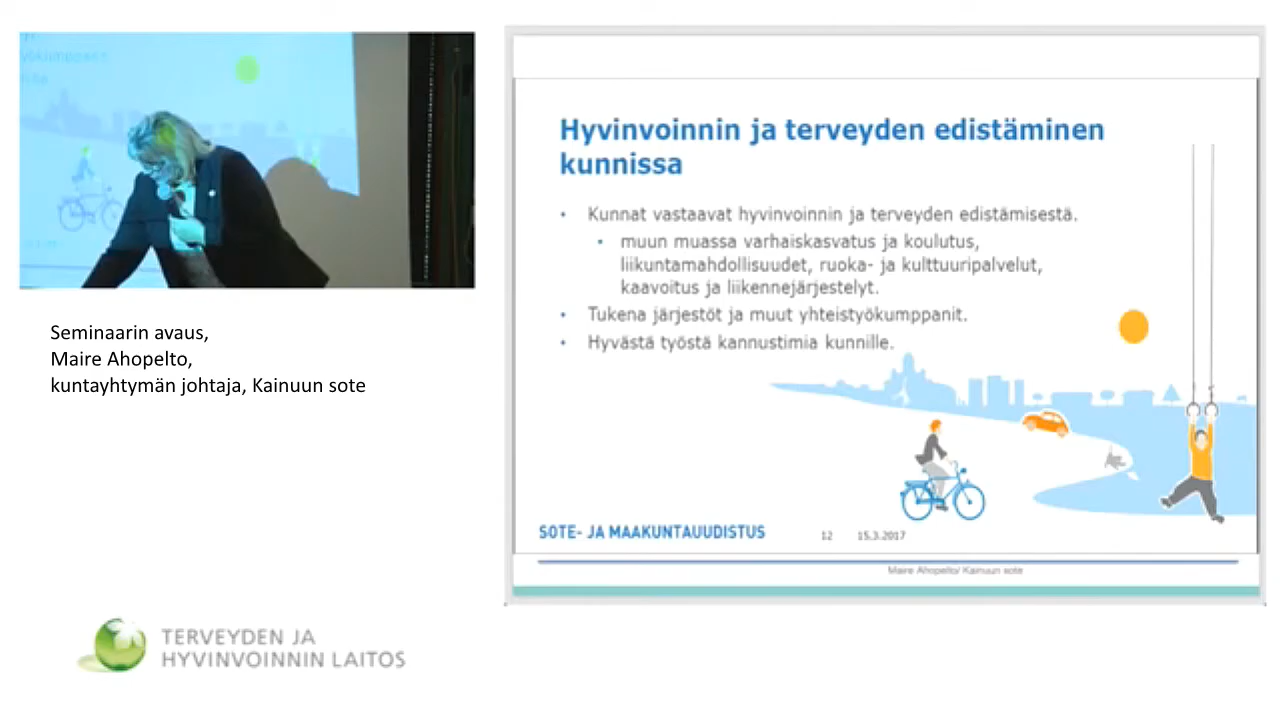 Seminaarin avaus,
Maire Ahopelto,
kuntayhtymän johtaja, Kainuun sote
TERVEYDEN JA
HYVINVOINNIN LAITOS
Hyvinvoinnin ja terveyden edistäminen
kunnissa
• Kunnat vastaavat hyvinvoinnin ja terveyden edistämisestä.
• muun muassa varhaiskasvatus ja koulutus,
liikuntamahdollisuudet, ruoka- ja kulttuuripalvelut,
kaavoitus ja liikennejärjestelyt.
• Tukena järjestöt ja muut yhteistyökumppanit.
• Hyvästä työstä kannustimia kunnille.
SOTE- JA MAAKUNTAUUDISTUS
12 15.3.2017
Maire Ahopelto/ Kainuun sote